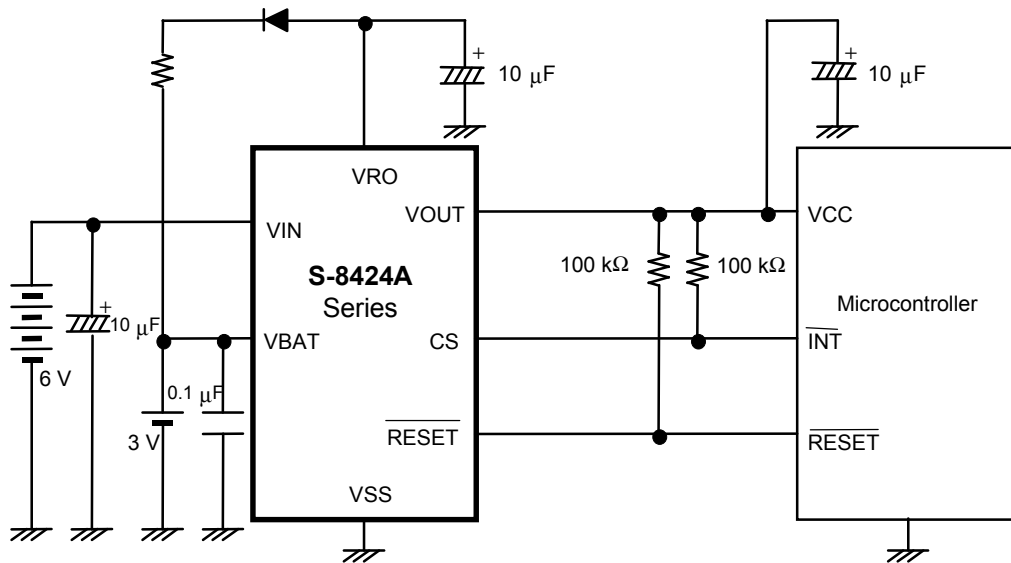 +
10 μF
+
10 μF
VRO
VIN
VOUT
VCC
S-8424A
Series
100 kΩ
100 kΩ
Microcontroller
+
10 μF
VBAT
CS
INT
6 V
0.1 μF
3 V
RESET
RESET
VSS